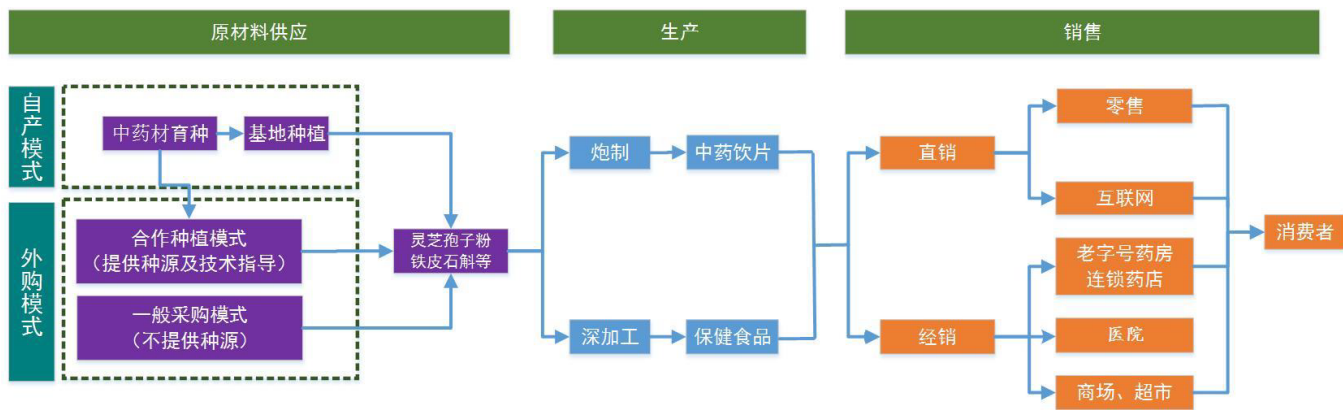 原材料供应
生产
销售
自产模式
中药材育种
基地种植
外购模式
合作种植模式
（提供种源及技术指导）
一般采购模式
（不提供种源）
灵芝孢子粉
铁皮石斛等
炮制
中药饮片
深加工
保健食品
直销
经销
零售
互联网
老字号药房
连锁药店
医院
商场、超市
消费者